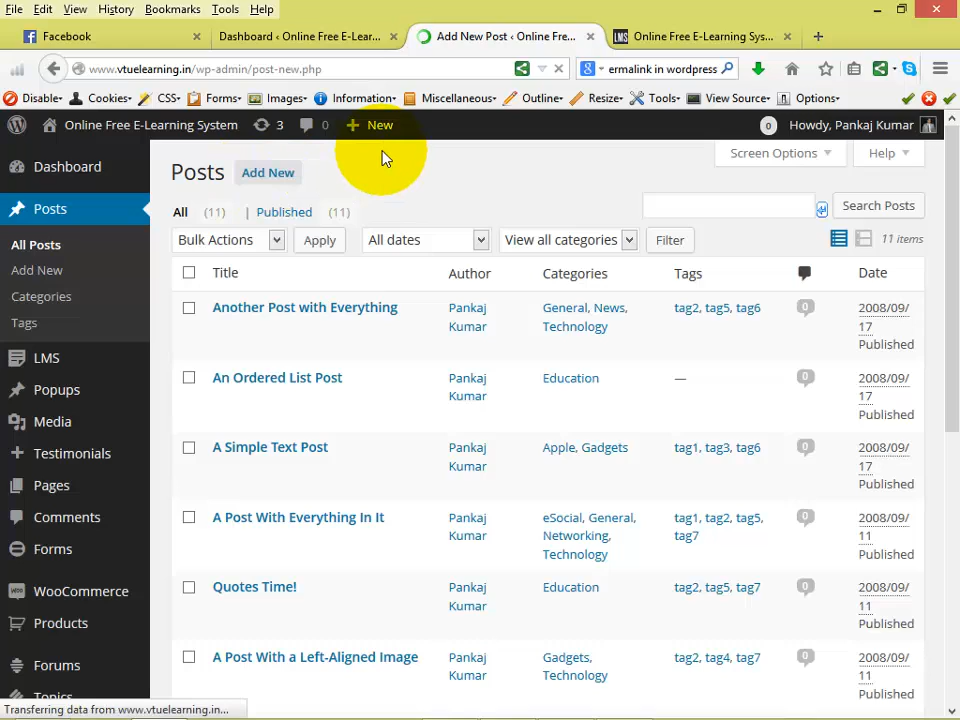 File Edit View History Bookmarks Tools Help
Facebook
Dashboard ‹ Online Free E-Lear...
Add New Post ‹ Online Fre...
LMS Online Free E-Learning Sys...
www.vtuelearning.in/wp-admin/post-new.php
ermalink in wordpress
Disable Cookies CSS Forms Images Information Miscellaneous Outline Resize Tools View Source Options
Online Free E-Learning System 3 0 New 0 Howdy, Pankaj Kumar
Dashboard
Posts
All Posts
Add New
Categories
Tags
LMS
Popups
Media
Testimonials
Pages
Comments
Forms
WooCommerce
Products
Forums
Topics
Posts Add New
Screen Options Help
All (11) | Published (11)
Search Posts
Bulk Actions Apply All dates View all categories Filter 11 items
Title Author Categories Tags Date
Another Post with Everything Pankaj Kumar General, News, Technology tag2, tag5, tag6 0 2008/09/17 Published
An Ordered List Post Pankaj Kumar Education — 0 2008/09/17 Published
A Simple Text Post Pankaj Kumar Apple, Gadgets tag1, tag3, tag6 0 2008/09/17 Published
A Post With Everything In It Pankaj Kumar eSocial, General, Networking, Technology tag1, tag2, tag5, tag7 0 2008/09/11 Published
Quotes Time! Pankaj Kumar Education tag2, tag5, tag7 0 2008/09/11 Published
A Post With a Left-Aligned Image Pankaj Kumar Gadgets, Technology tag2, tag4, tag7 0 2008/09/11 Published
Transferring data from www.vtuelearning.in...